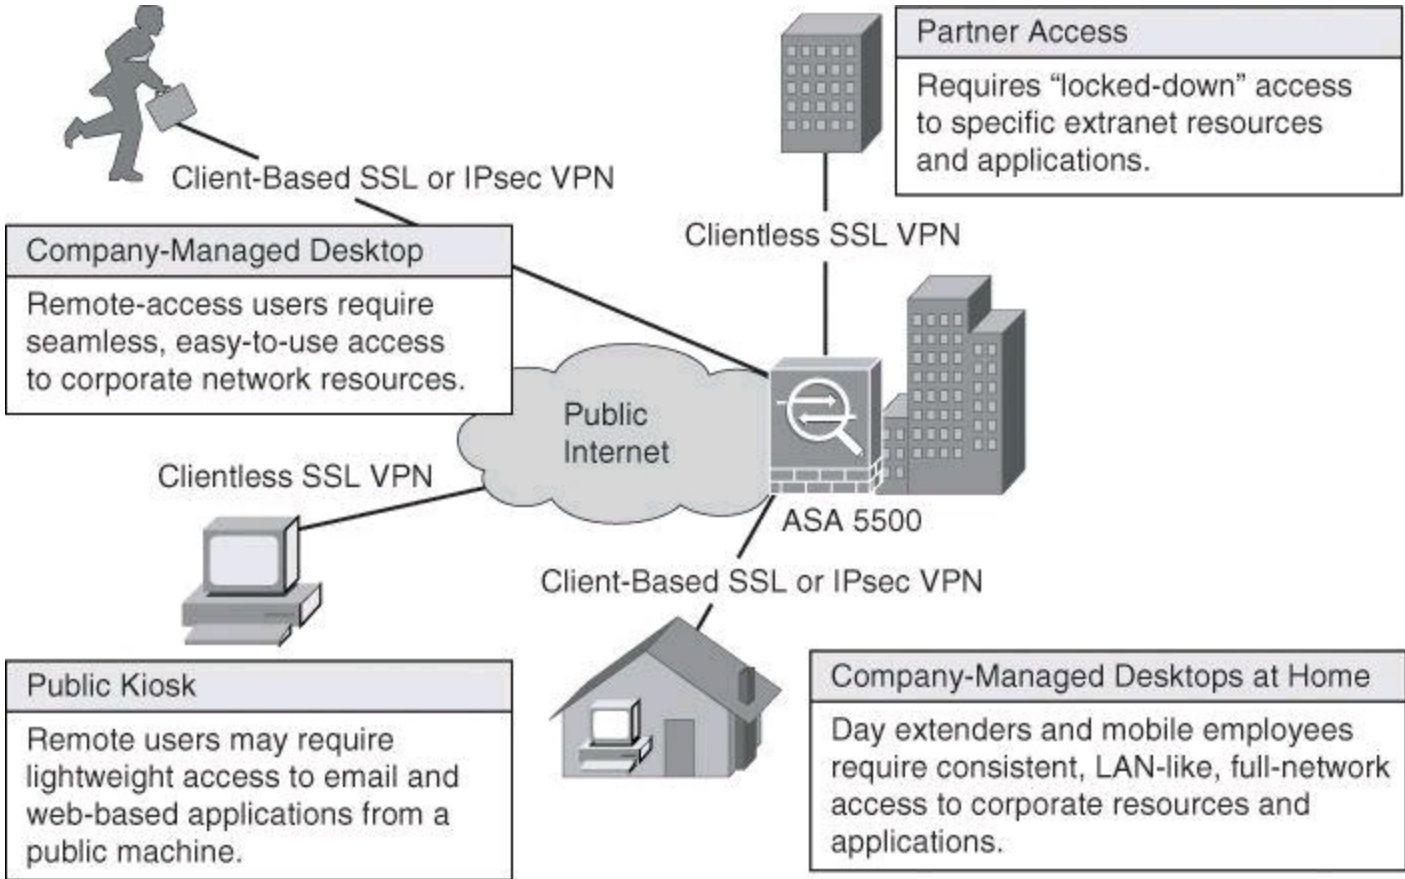 Partner Access
Requires “locked-down” access
to specific extranet resources
and applications.
Client-Based SSL or IPsec VPN
Clientless SSL VPN
Company-Managed Desktop
Remote-access users require
seamless, easy-to-use access
to corporate network resources.
Public
Internet
Clientless SSL VPN
ASA 5500
Client-Based SSL or IPsec VPN
Public Kiosk
Remote users may require
lightweight access to email and
web-based applications from a
public machine.
Company-Managed Desktops at Home
Day extenders and mobile employees
require consistent, LAN-like, full-network
access to corporate resources and
applications.